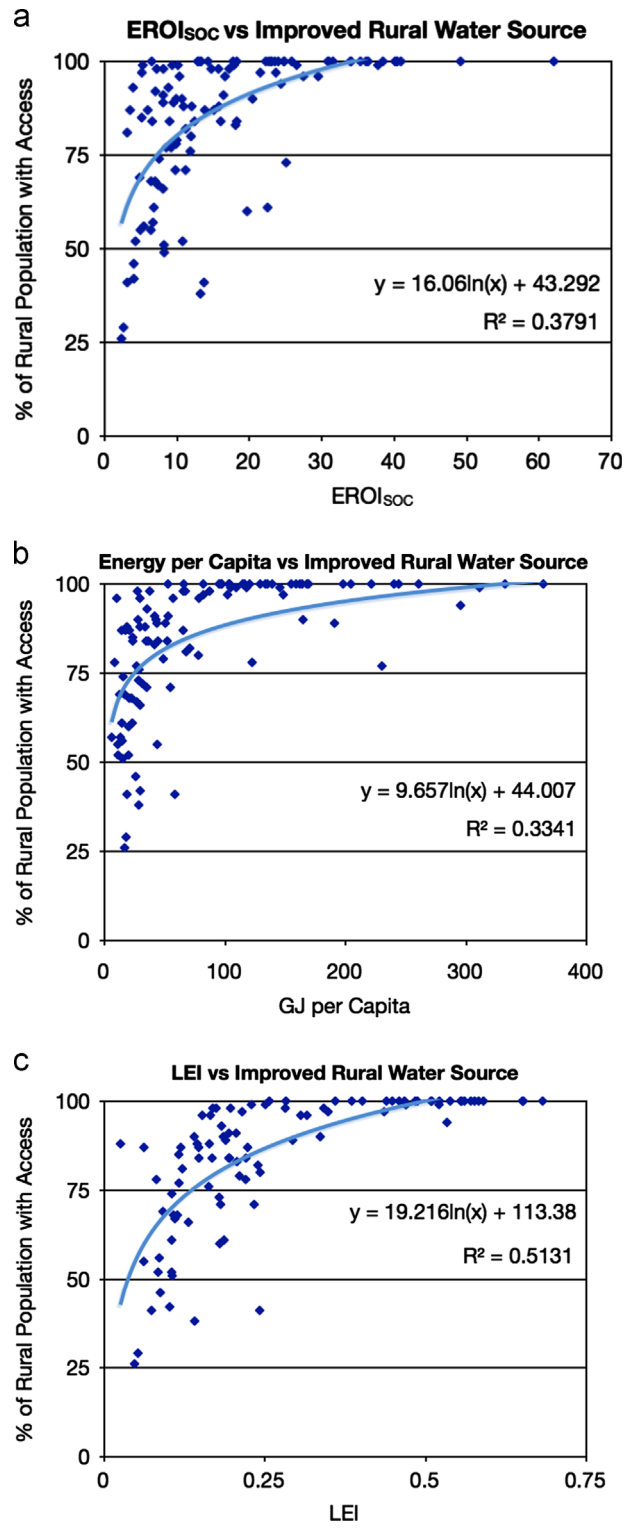 a
EROISOC vs Improved Rural Water Source
% of Rural Population with Access
100
75
50
25
0
y = 16.06ln(x) + 43.292
R² = 0.3791
0 10 20 30 40 50 60 70
EROISOC
b
Energy per Capita vs Improved Rural Water Source
% of Rural Population with Access
100
75
50
25
0
y = 9.657ln(x) + 44.007
R² = 0.3341
0 100 200 300 400
GJ per Capita
c
LEI vs Improved Rural Water Source
% of Rural Population with Access
100
75
50
25
0
y = 19.216ln(x) + 113.38
R² = 0.5131
0 0.25 0.5 0.75
LEI